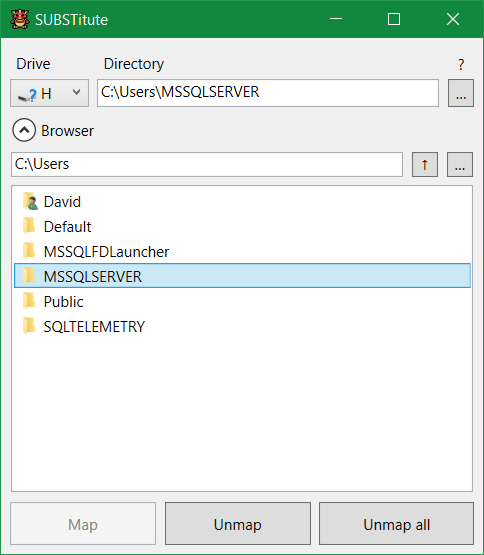 SUBSTitute
Drive Directory ?
H C:\Users\MSSQLSERVER ...
Browser
C:\Users ↑ ...
David
Default
MSSQLFDLauncher
MSSQLSERVER
Public
SQLTELEMETRY
Map Unmap Unmap all